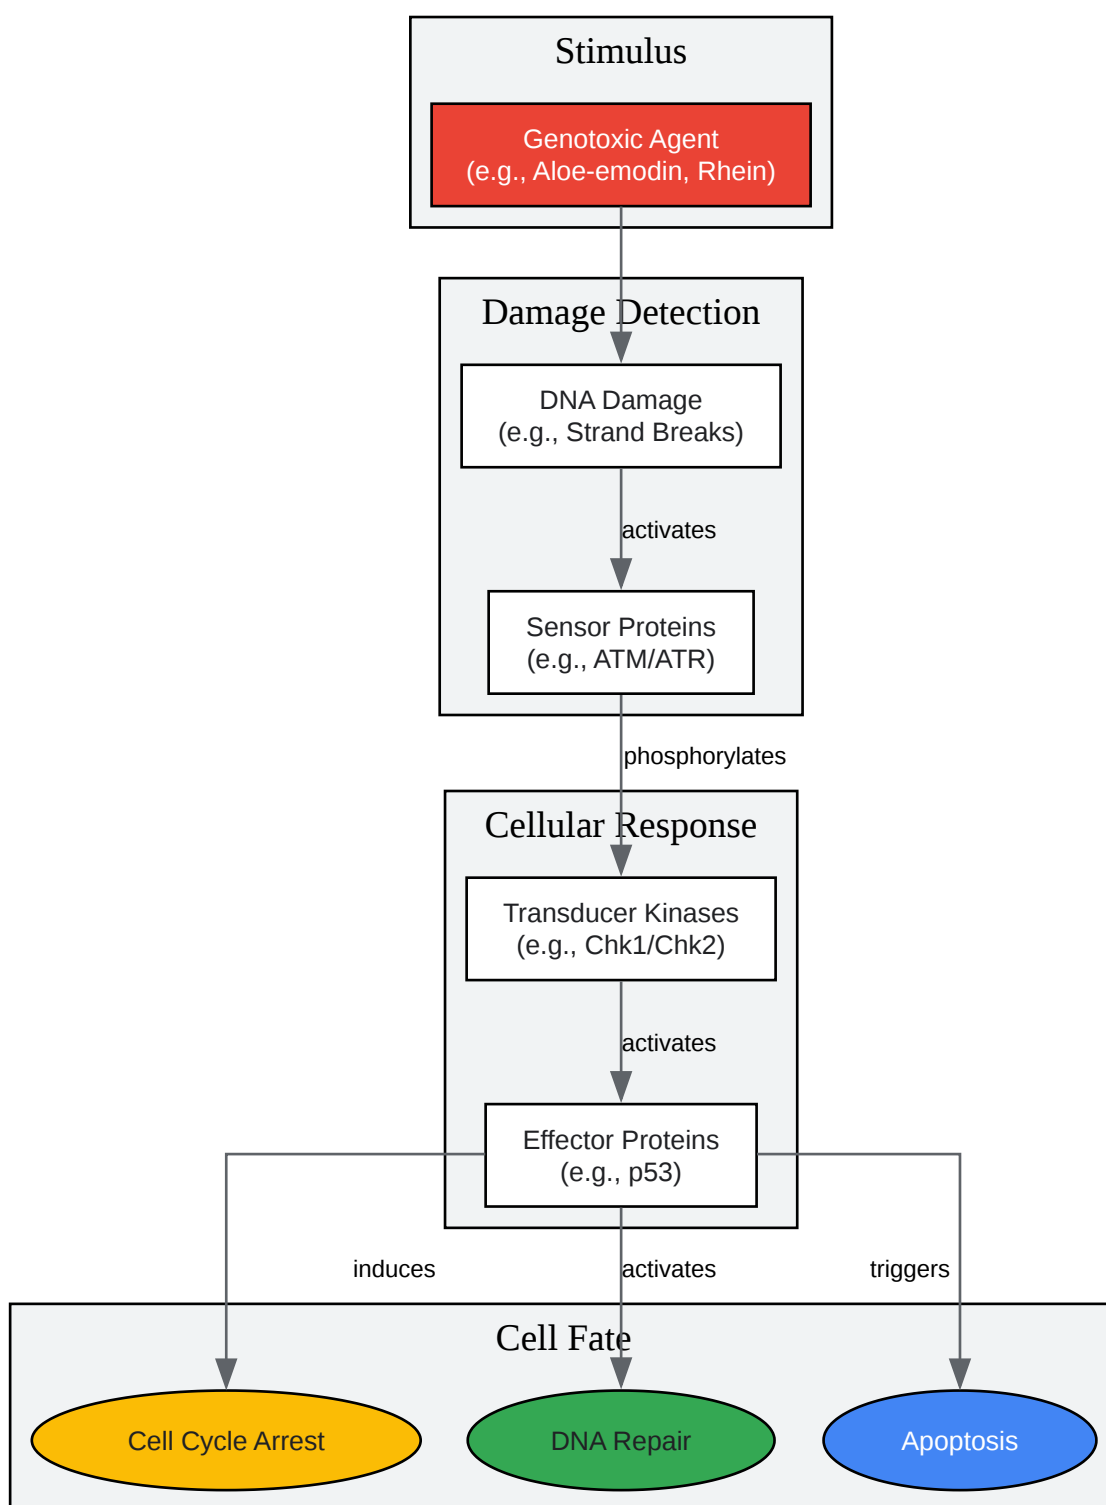 Stimulus
Genotoxic Agent
(e.g., Aloe-emodin, Rhein)
Damage Detection
DNA Damage
(e.g., Strand Breaks)
activates
Sensor Proteins
(e.g., ATM/ATR)
phosphorylates
Cellular Response
Transducer Kinases
(e.g., Chk1/Chk2)
activates
Effector Proteins
(e.g., p53)
induces
activates
triggers
Cell Fate
Cell Cycle Arrest
DNA Repair
Apoptosis